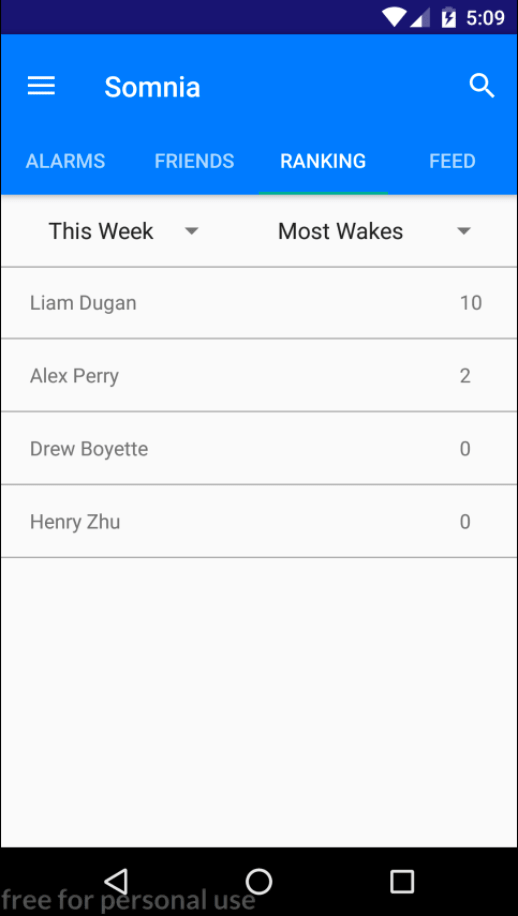 5:09
Somnia
ALARMS FRIENDS RANKING FEED
This Week Most Wakes
Liam Dugan 10
Alex Perry 2
Drew Boyette 0
Henry Zhu 0
free for personal use